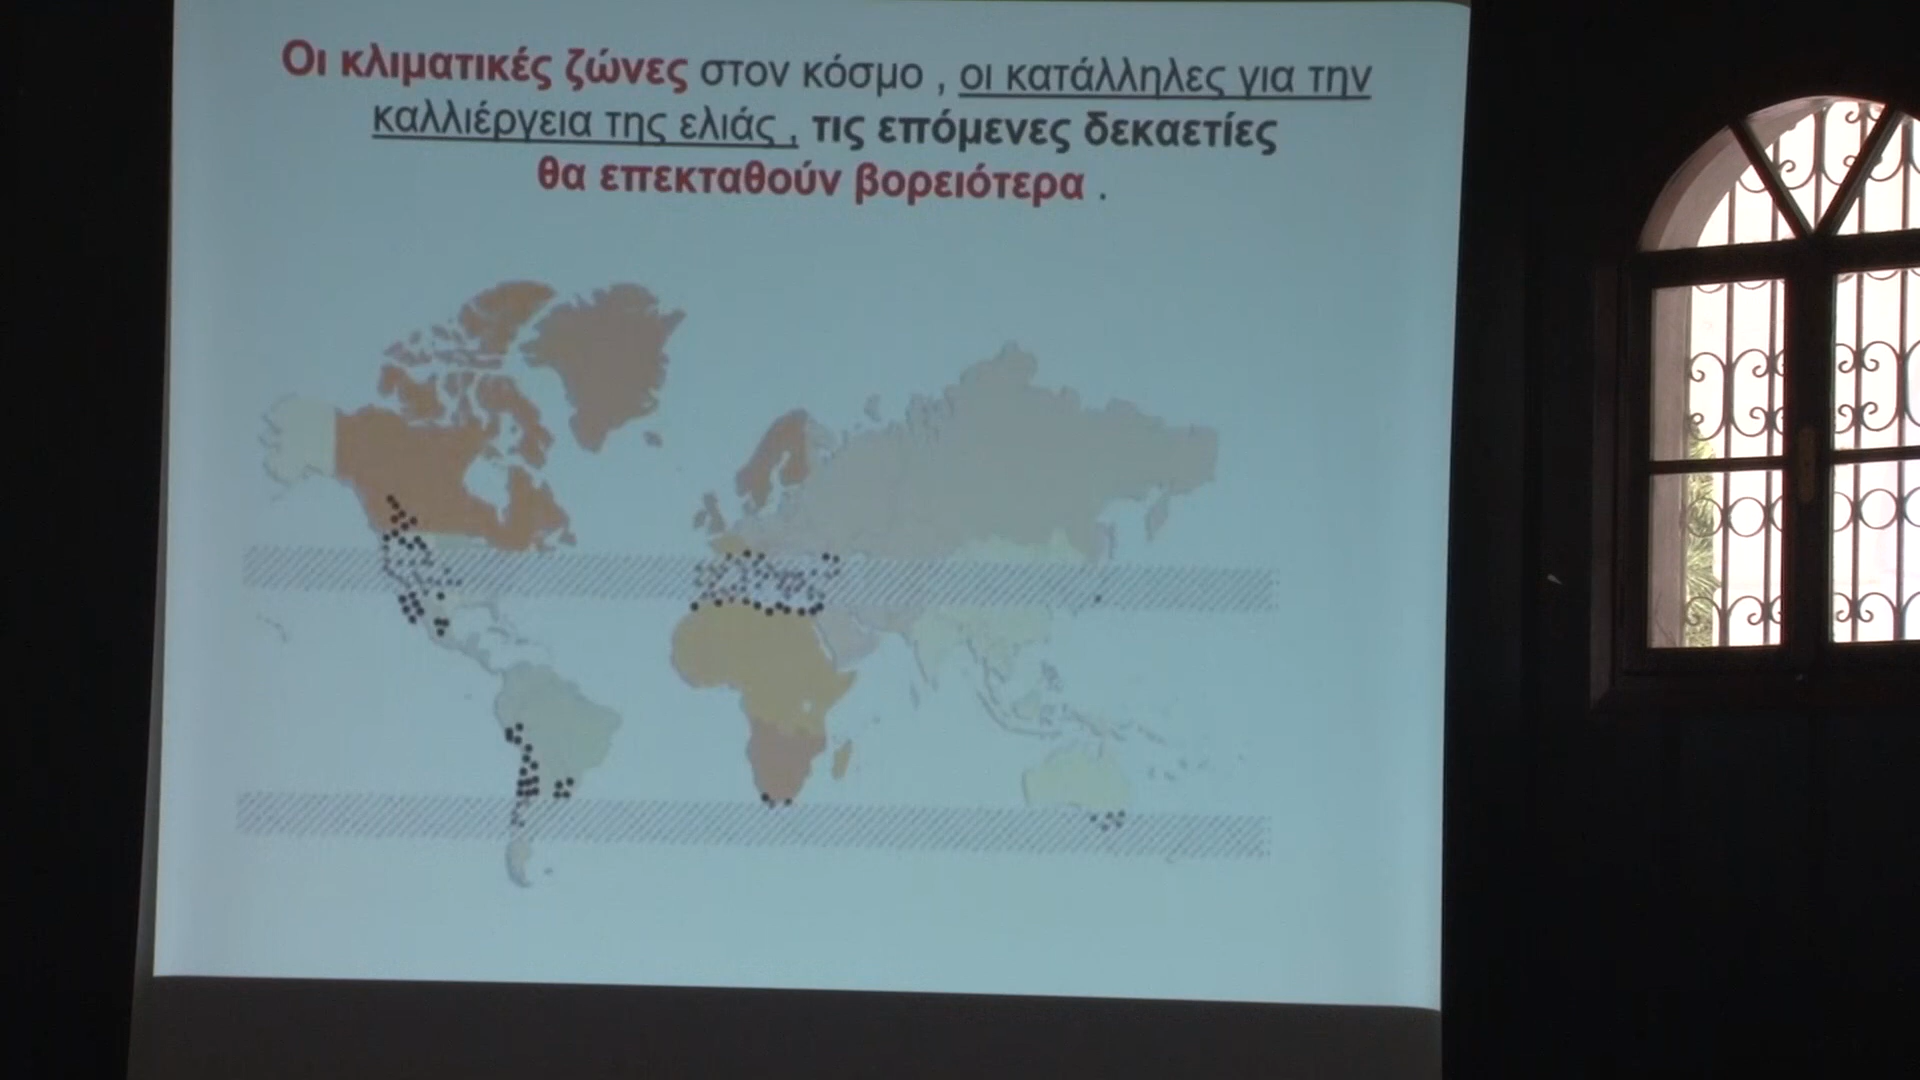 Οι κλιματικές ζώνες στον κόσμο , οι κατάλληλες για την
καλλιέργεια της ελιάς , τις επόμενες δεκαετίες
θα επεκταθούν βορειότερα .